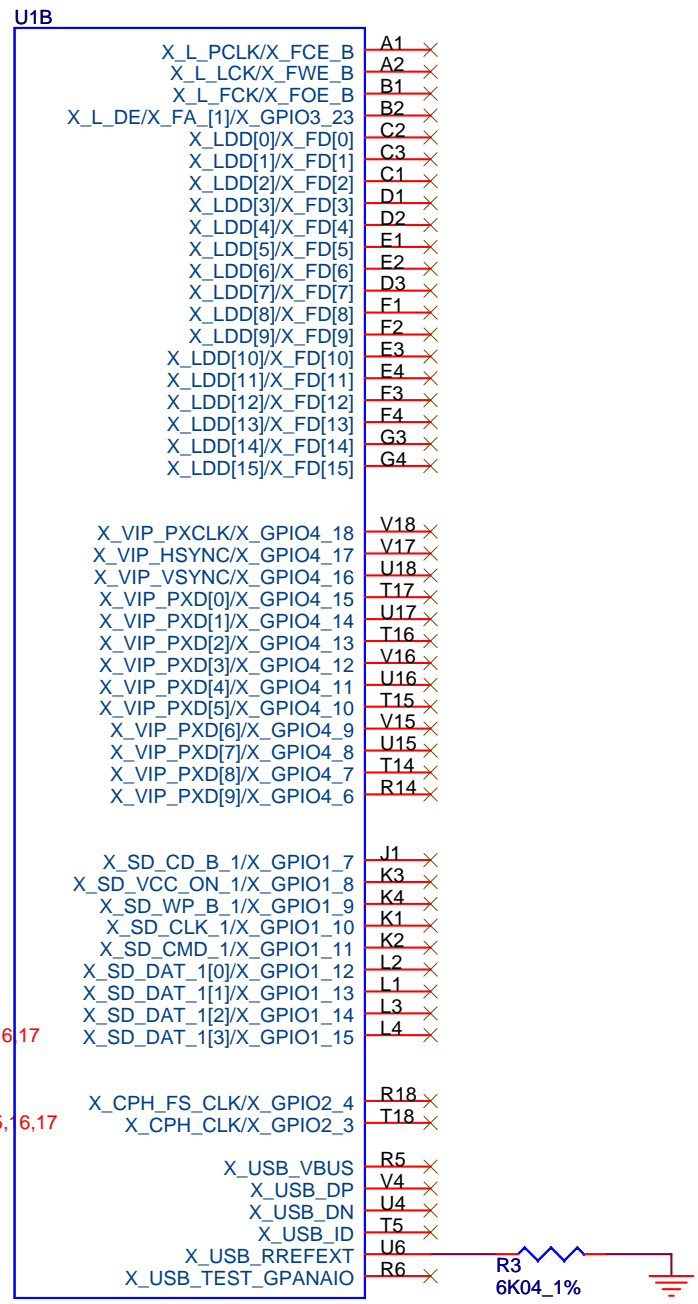 U1B
X_L_PCLK/X_FCE_B A1
X_L_LCK/X_FWE_B A2
X_L_FCK/X_FOE_B B1
X_L_DE/X_FA_[1]/X_GPIO3_23 B2
X_LDD[0]/X_FD[0] C2
X_LDD[1]/X_FD[1] C3
X_LDD[2]/X_FD[2] C1
X_LDD[3]/X_FD[3] D1
X_LDD[4]/X_FD[4] D2
X_LDD[5]/X_FD[5] E1
X_LDD[6]/X_FD[6] E2
X_LDD[7]/X_FD[7] D3
X_LDD[8]/X_FD[8] F1
X_LDD[9]/X_FD[9] F2
X_LDD[10]/X_FD[10] E3
X_LDD[11]/X_FD[11] E4
X_LDD[12]/X_FD[12] F3
X_LDD[13]/X_FD[13] F4
X_LDD[14]/X_FD[14] G3
X_LDD[15]/X_FD[15] G4
X_VIP_PXCLK/X_GPIO4_18 V18
X_VIP_HSYNC/X_GPIO4_17 V17
X_VIP_VSYNC/X_GPIO4_16 U18
X_VIP_PXD[0]/X_GPIO4_15 T17
X_VIP_PXD[1]/X_GPIO4_14 U17
X_VIP_PXD[2]/X_GPIO4_13 T16
X_VIP_PXD[3]/X_GPIO4_12 V16
X_VIP_PXD[4]/X_GPIO4_11 U16
X_VIP_PXD[5]/X_GPIO4_10 T15
X_VIP_PXD[6]/X_GPIO4_9 V15
X_VIP_PXD[7]/X_GPIO4_8 U15
X_VIP_PXD[8]/X_GPIO4_7 T14
X_VIP_PXD[9]/X_GPIO4_6 R14
X_SD_CD_B_1/X_GPIO1_7 J1
X_SD_VCC_ON_1/X_GPIO1_8 K3
X_SD_WP_B_1/X_GPIO1_9 K4
X_SD_CLK_1/X_GPIO1_10 K1
X_SD_CMD_1/X_GPIO1_11 K2
X_SD_DAT_1[0]/X_GPIO1_12 L2
X_SD_DAT_1[1]/X_GPIO1_13 L1
X_SD_DAT_1[2]/X_GPIO1_14 L3
6,17 X_SD_DAT_1[3]/X_GPIO1_15 L4
X_CPH_FS_CLK/X_GPIO2_4 R18
,16,17 X_CPH_CLK/X_GPIO2_3 T18
X_USB_VBUS R5
X_USB_DP V4
X_USB_DN U4
X_USB_ID T5
X_USB_RREFEXT U6
X_USB_TEST_GPANAIO R6
R3
6K04_1%